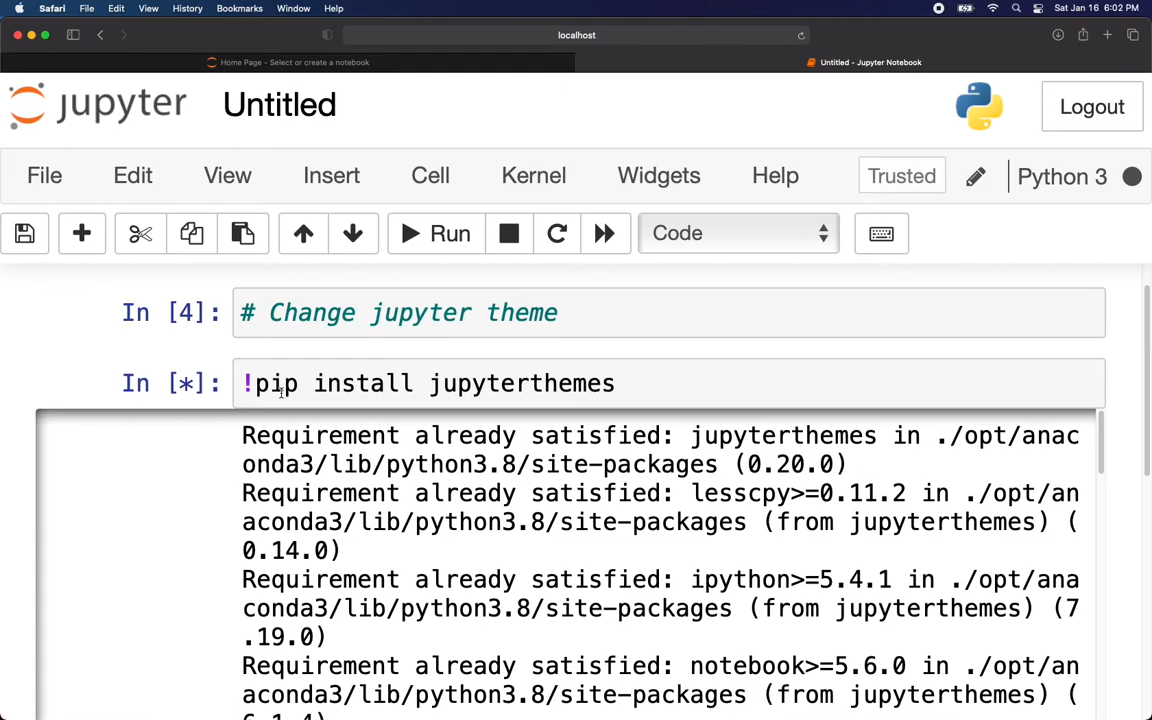 Safari File Edit View History Bookmarks Window Help Sat Jan 16 6:02 PM
localhost
Home Page - Select or create a notebook Untitled - Jupyter Notebook
jupyter Untitled Logout
File Edit View Insert Cell Kernel Widgets Help Trusted Python 3
Run Code
In [4]: # Change jupyter theme
In [*]: !pip install jupyterthemes
Requirement already satisfied: jupyterthemes in ./opt/anac
onda3/lib/python3.8/site-packages (0.20.0)
Requirement already satisfied: lesscpy>=0.11.2 in ./opt/an
aconda3/lib/python3.8/site-packages (from jupyterthemes) (
0.14.0)
Requirement already satisfied: ipython>=5.4.1 in ./opt/ana
conda3/lib/python3.8/site-packages (from jupyterthemes) (7
.19.0)
Requirement already satisfied: notebook>=5.6.0 in ./opt/an
aconda3/lib/python3.8/site-packages (from jupyterthemes) (
6.1.4)